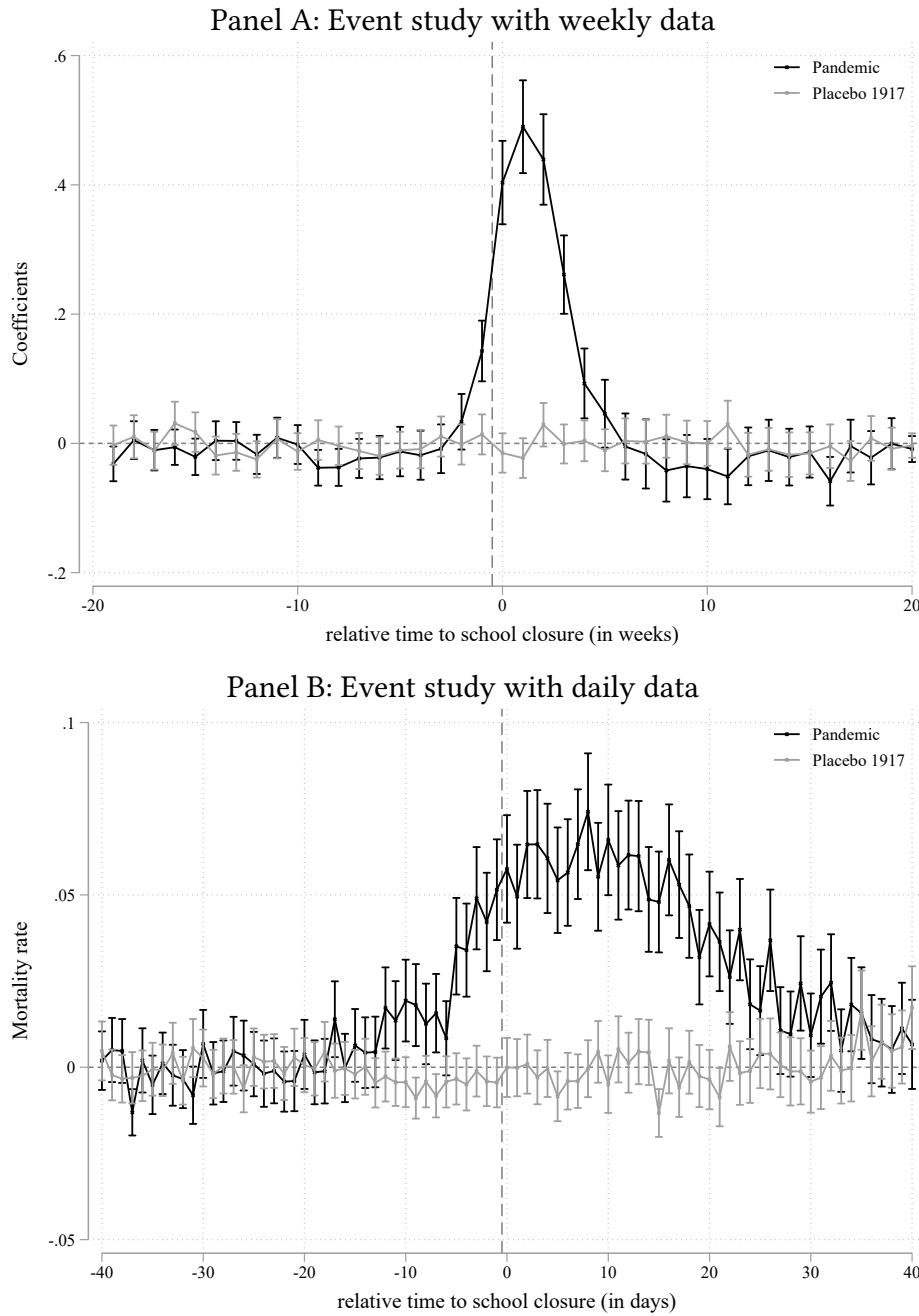 Panel A: Event study with weekly data
.6
.4
.2
0
-.2
Coefficients
Pandemic
Placebo 1917
-20
-10
0
10
20
relative time to school closure (in weeks)
Panel B: Event study with daily data
.1
.05
0
-.05
Mortality rate
Pandemic
Placebo 1917
-40
-30
-20
-10
0
10
20
30
40
relative time to school closure (in days)